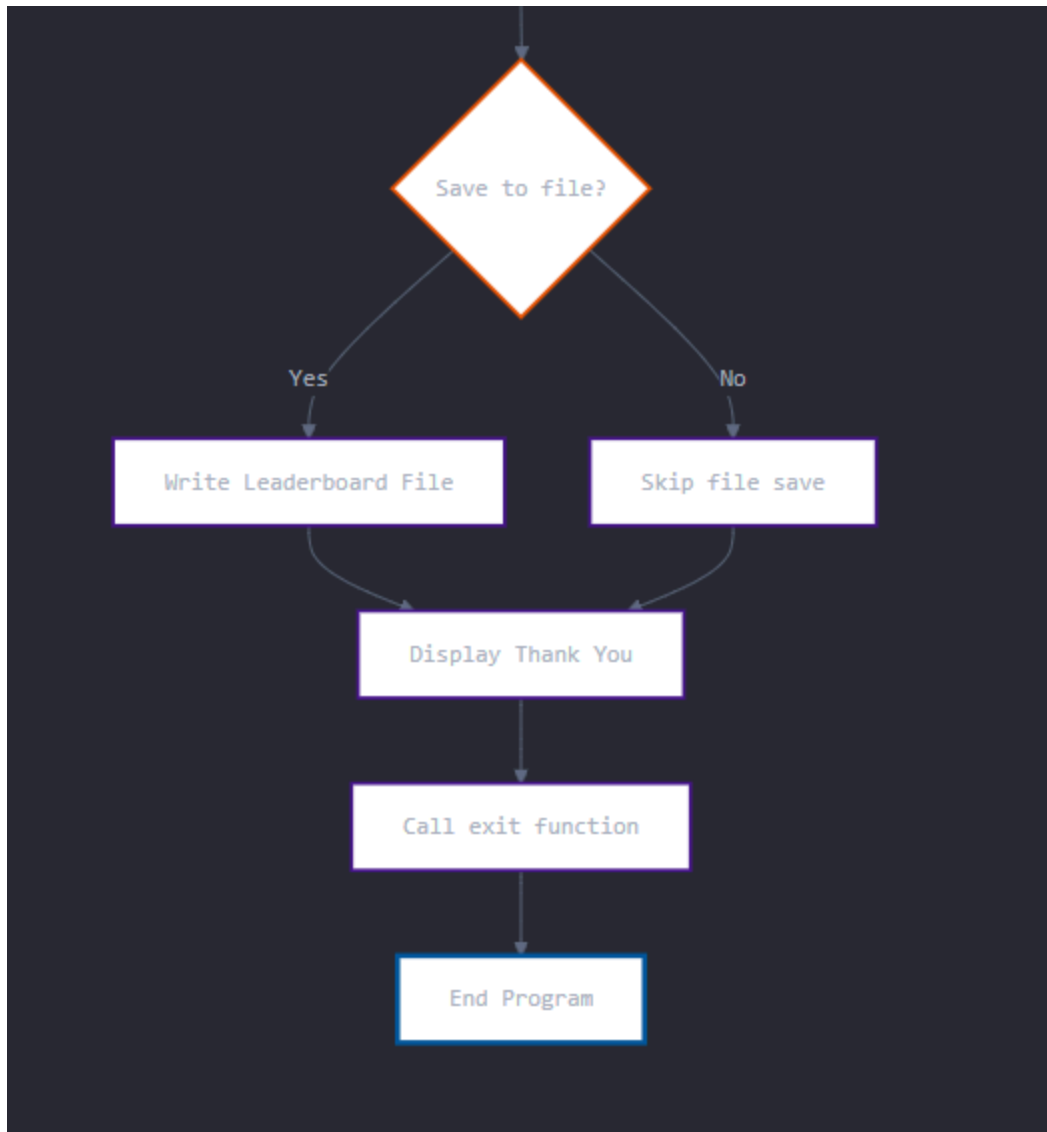 Save to file?
Yes
No
Write Leaderboard File
Skip file save
Display Thank You
Call exit function
End Program